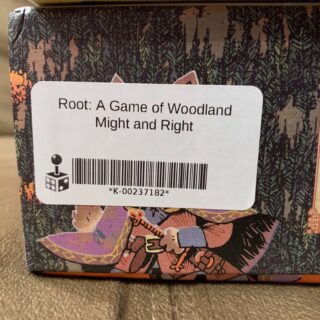 Root: A Game of Woodland
Might and Right
*K-00237182*